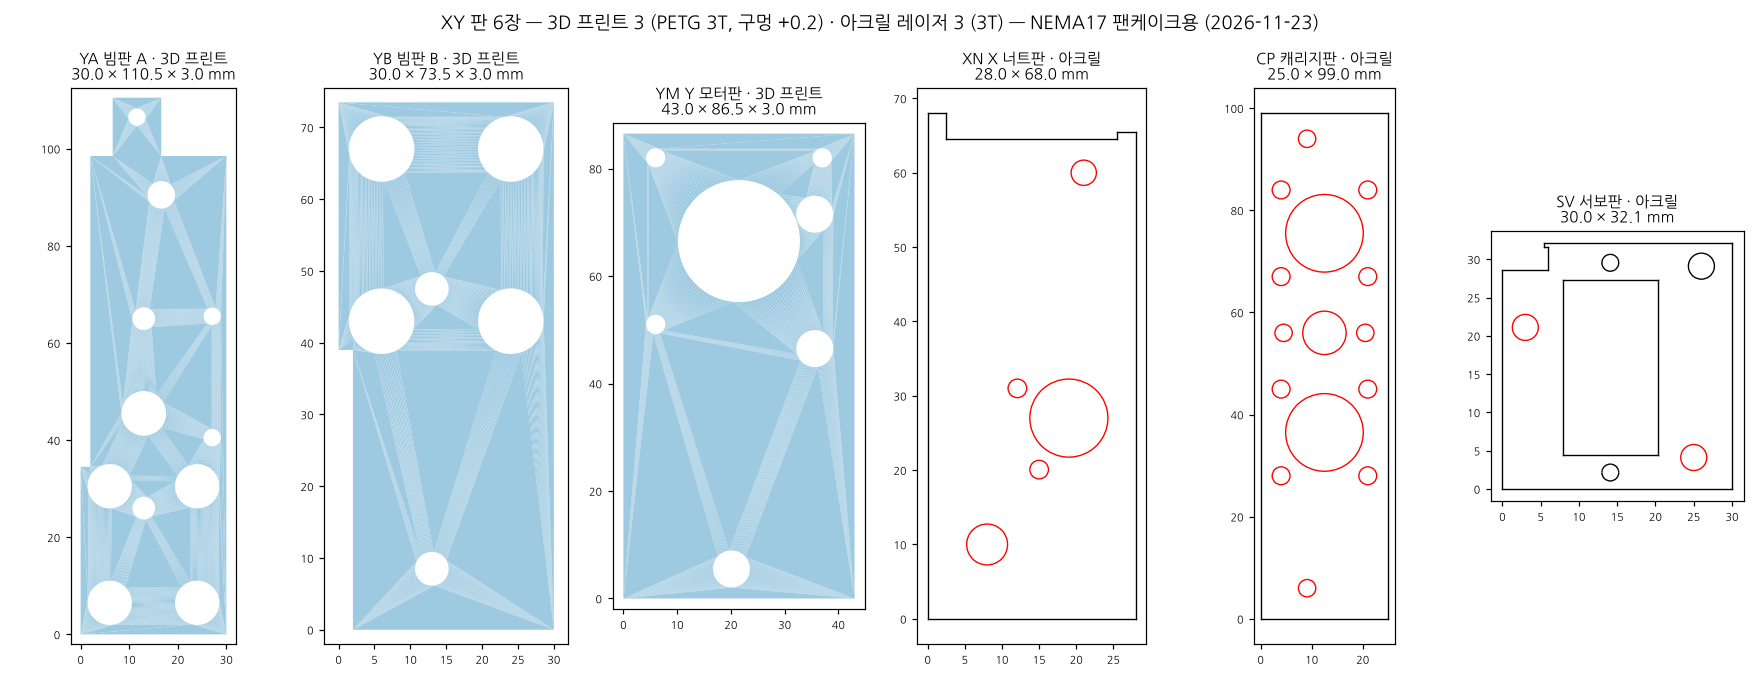 XY 판 6장 — 3D 프린트 3 (PETG 3T, 구멍 +0.2) · 아크릴 레이저 3 (3T) — NEMA17 팬케이크용 (2026-11-23)
YA 빔판 A · 3D 프린트
30.0 × 110.5 × 3.0 mm
100
80
60
40
20
0
0 10 20 30
YB 빔판 B · 3D 프린트
30.0 × 73.5 × 3.0 mm
70
60
50
40
30
20
10
0
0 5 10 15 20 25 30
YM Y 모터판 · 3D 프린트
43.0 × 86.5 × 3.0 mm
80
60
40
20
0
0 10 20 30 40
XN X 너트판 · 아크릴
28.0 × 68.0 mm
70
60
50
40
30
20
10
0
0 5 10 15 20 25
CP 캐리지판 · 아크릴
25.0 × 99.0 mm
100
80
60
40
20
0
0 10 20
SV 서보판 · 아크릴
30.0 × 32.1 mm
30
25
20
15
10
5
0
0 5 10 15 20 25 30